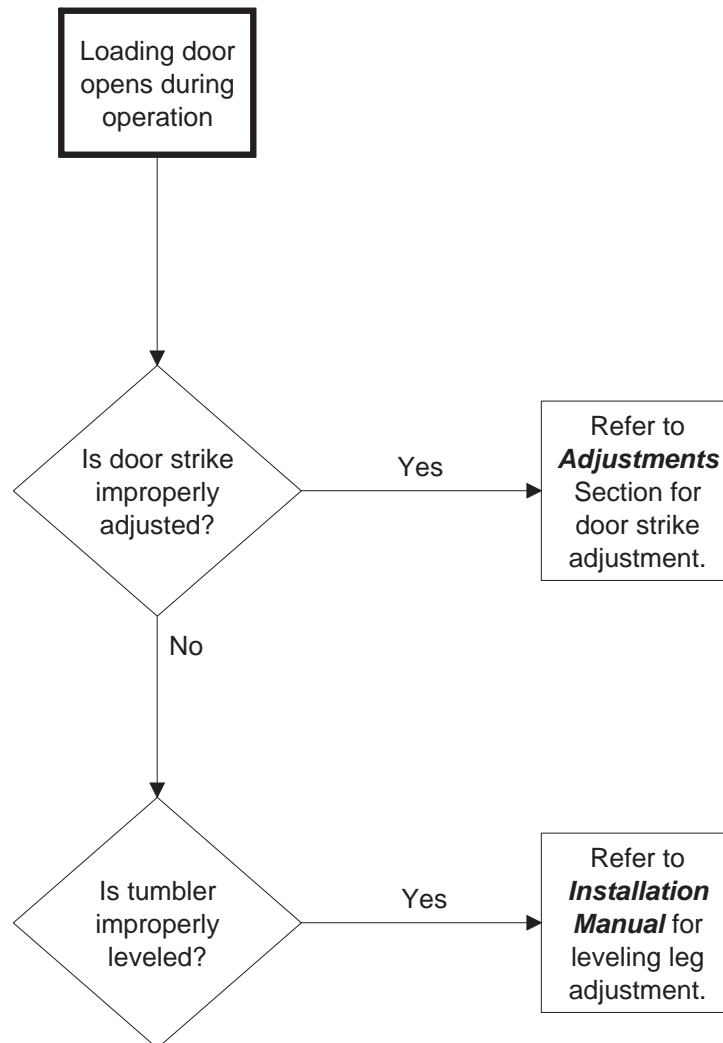 Loading door
opens during
operation
Is door strike
improperly
adjusted?
Yes
Refer to
Adjustments
Section for
door strike
adjustment.
No
Is tumbler
improperly
leveled?
Yes
Refer to
Installation
Manual for
leveling leg
adjustment.